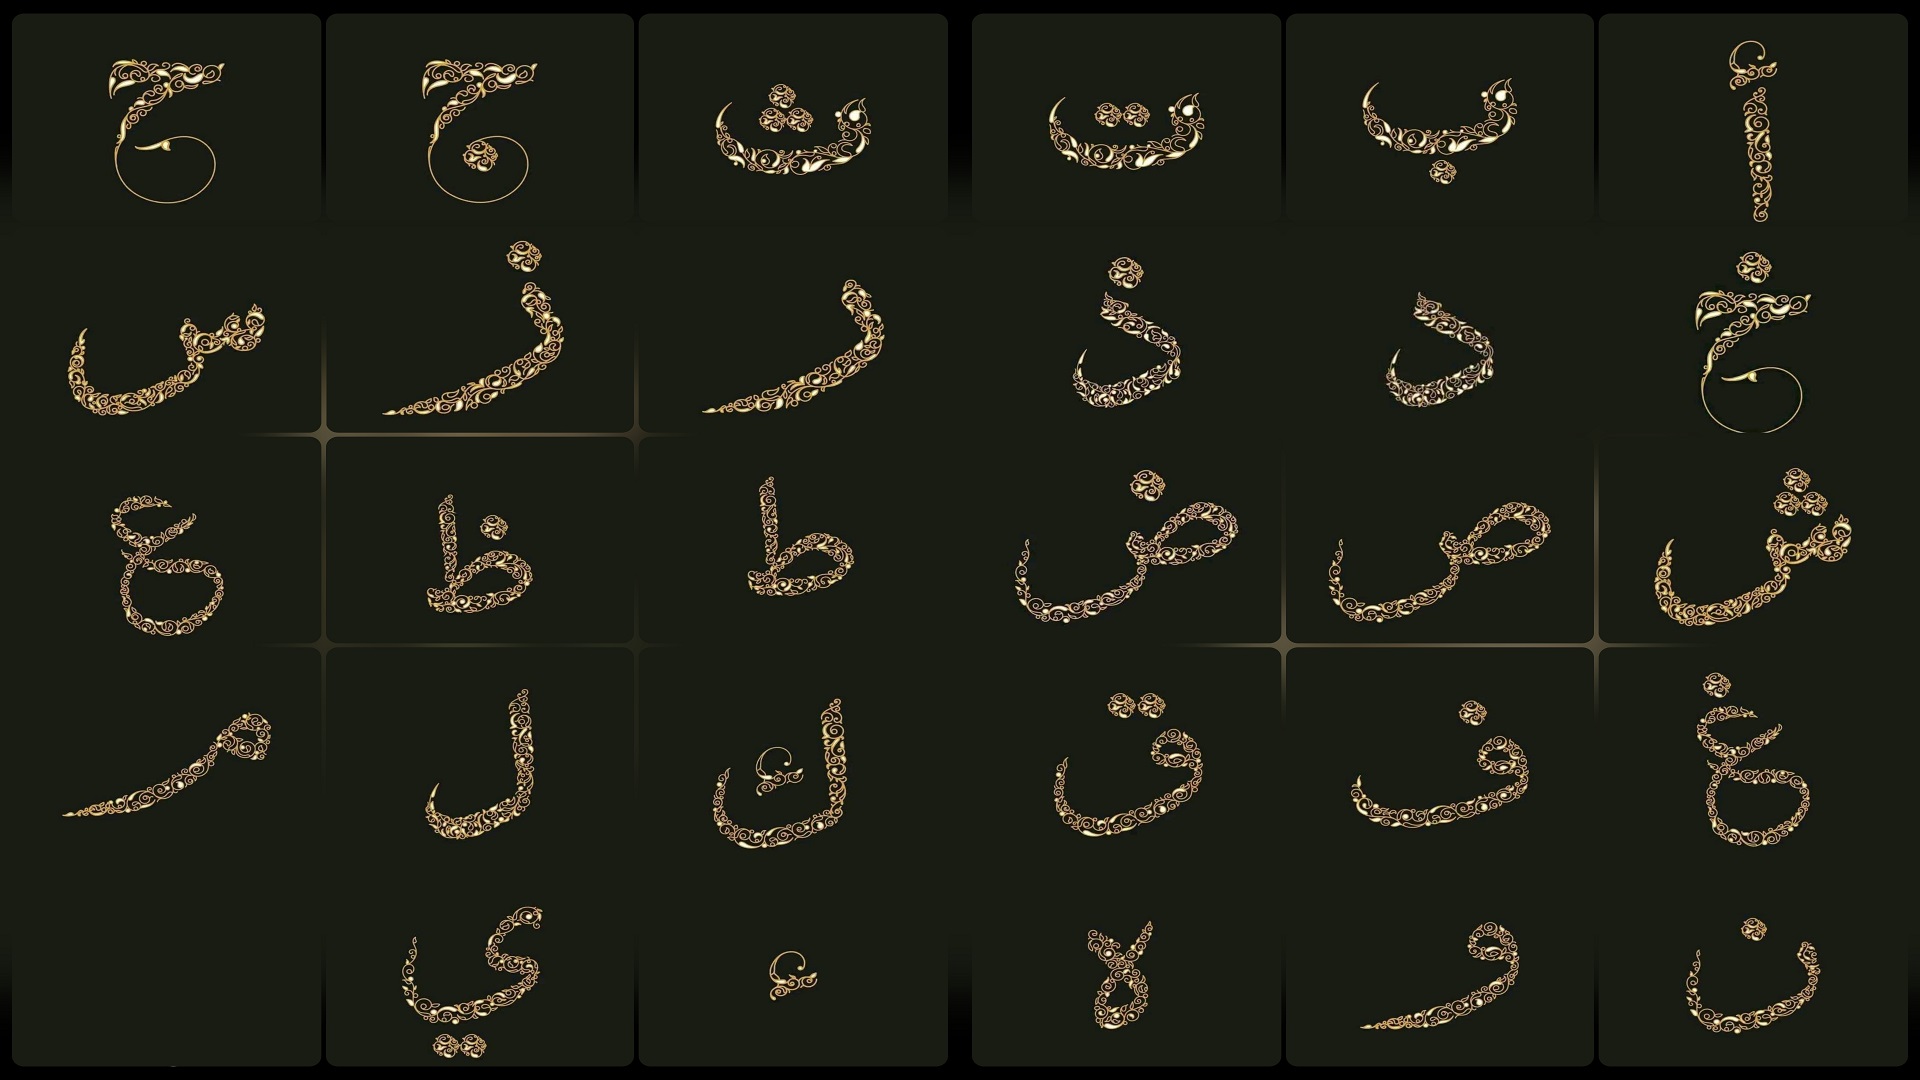 أ ب ت ث ج ح
خ د ذ ر ز س
ش ص ض ط ظ ع
غ ف ق ك ل م
ن و لا ء ي